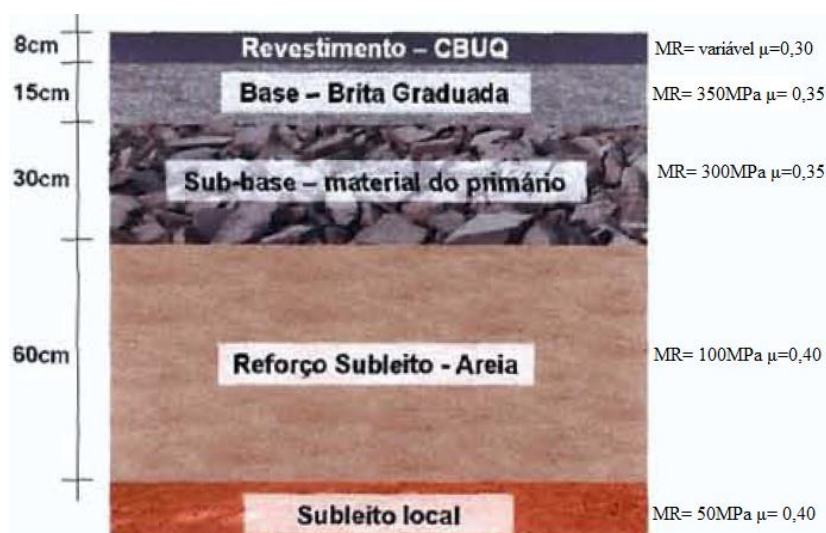 8cm
Revestimento – CBUQ
MR= variável µ=0,30
15cm
Base – Brita Graduada
MR= 350MPa µ= 0,35
30cm
Sub-base – material do primário
MR= 300MPa µ=0,35
60cm
Reforço Subleito - Areia
MR= 100MPa µ=0,40
Subleito local
MR= 50MPa µ= 0,40